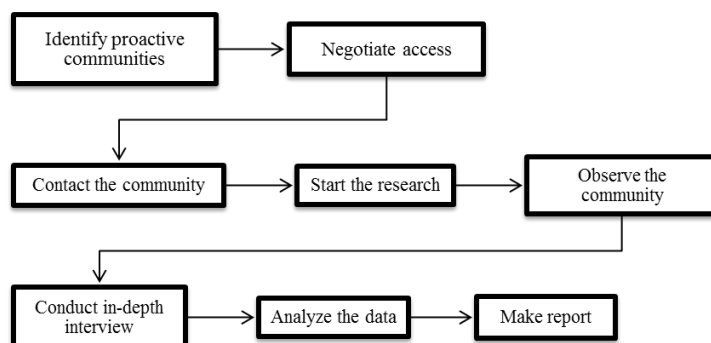 Identify proactive
communities
Negotiate access
Contact the community
Start the research
Observe the
community
Conduct in-depth
interview
Analyze the data
Make report